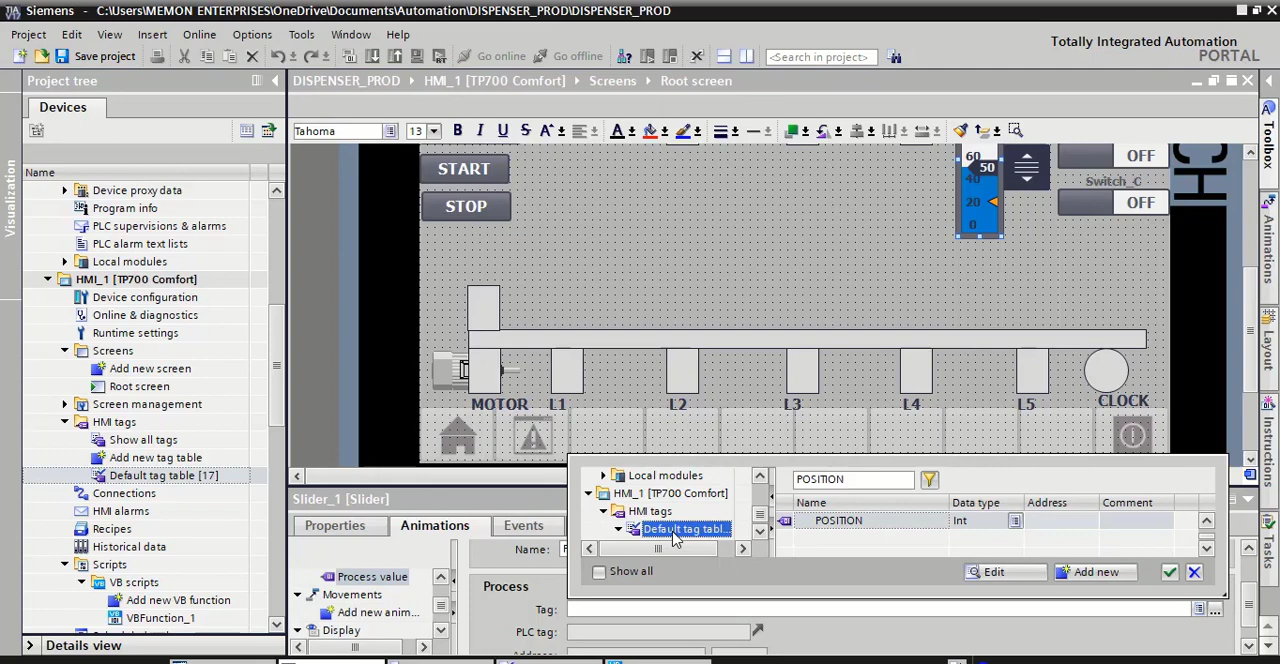 Siemens - C:\Users\MEMON ENTERPRISES\OneDrive\Documents\Automation\DISPENSER_PROD\DISPENSER_PROD
Project Edit View Insert Online Options Tools Window Help
Totally Integrated Automation
PORTAL
Save project Go online Go offline <Search in project>
Project tree
DISPENSER_PROD HMI_1 [TP700 Comfort] Screens Root screen
Devices
Tahoma 13 B I U S A A
Name
Device proxy data
Program info
PLC supervisions & alarms
PLC alarm text lists
Local modules
HMI_1 [TP700 Comfort]
Device configuration
Online & diagnostics
Runtime settings
Screens
Add new screen
Root screen
Screen management
HMI tags
Show all tags
Add new tag table
Default tag table [17]
Connections
HMI alarms
Recipes
Historical data
Scripts
VB scripts
Add new VB function
VBFunction_1
Details view
Visualization
START
STOP
60
50
40
20
0
OFF
Switch_C
OFF
CH
MOTOR L1 L2 L3 L4 L5 CLOCK
Toolbox
Animations
Layout
Instructions
Tasks
Slider_1 [Slider]
Properties Animations Events
Process value
Movements
Add new anim...
Display
Name:
Process
Tag:
PLC tag:
Local modules
HMI_1 [TP700 Comfort]
HMI tags
Default tag tabl...
Show all
POSITION
Name Data type Address Comment
POSITION Int
Edit Add new